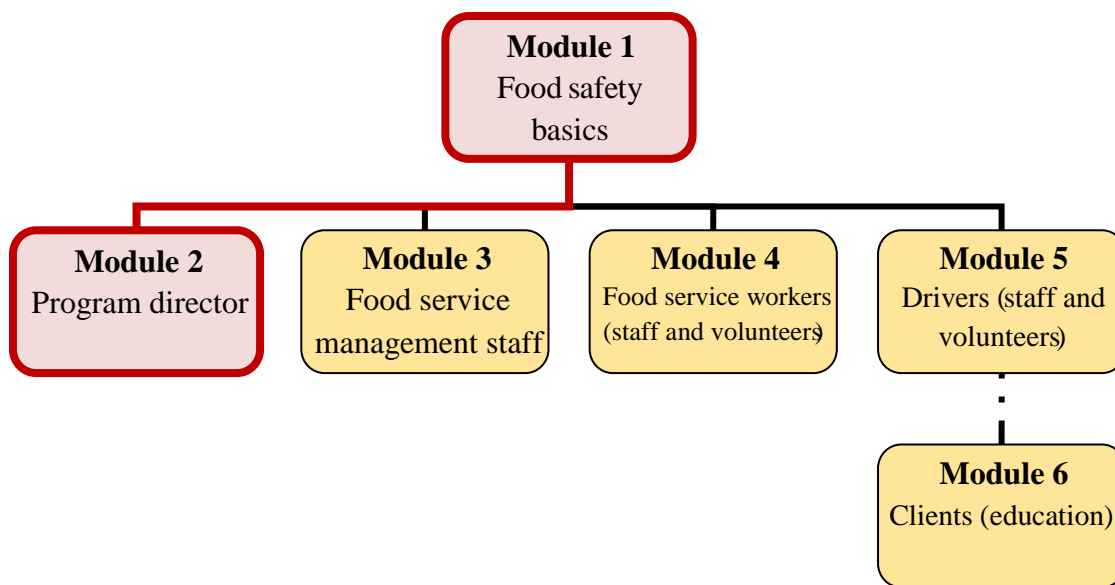 Module 1
Food safety
basics
Module 2
Program director
Module 3
Food service
management staff
Module 4
Food service workers
(staff and volunteers)
Module 5
Drivers (staff and
volunteers)
Module 6
Clients (education)